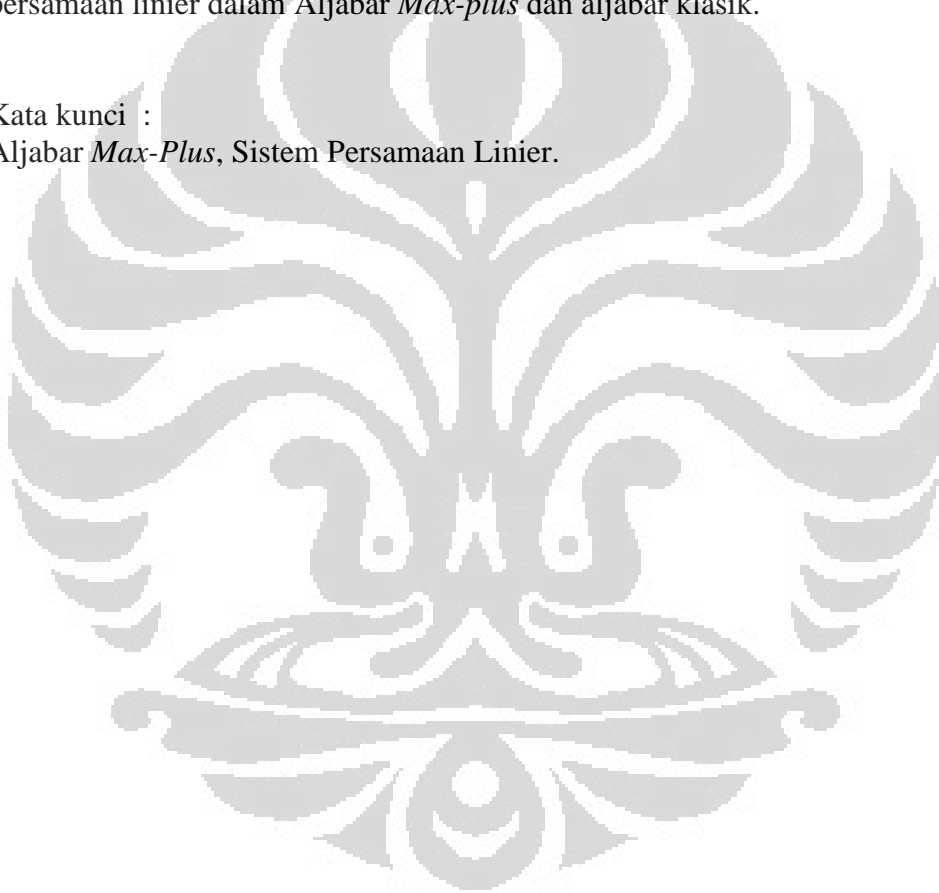 persamaan linier dalam Aljabar Max-plus dan aljabar klasik.
Kata kunci :
Aljabar Max-Plus, Sistem Persamaan Linier.